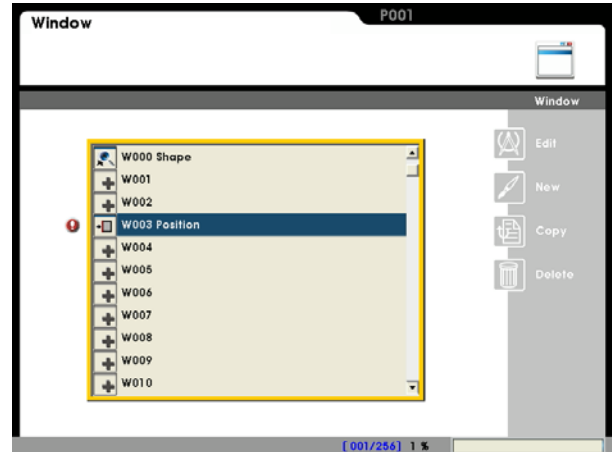 P001
Window
Window
Edit
New
Copy
Delete
W000 Shape
W001
W002
W003 Position
W004
W005
W006
W007
W008
W009
W010
[001/256] 1 %